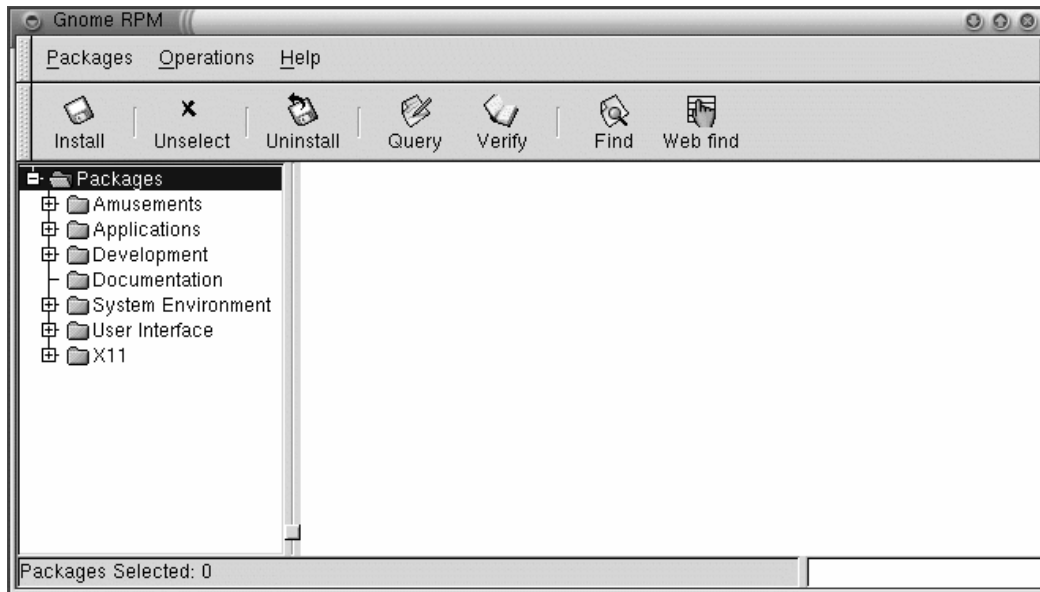 Gnome RPM
Packages Operations Help
Install Unselect Uninstall Query Verify Find Web find
Packages
Amusements
Applications
Development
Documentation
System Environment
User Interface
X11
Packages Selected: 0